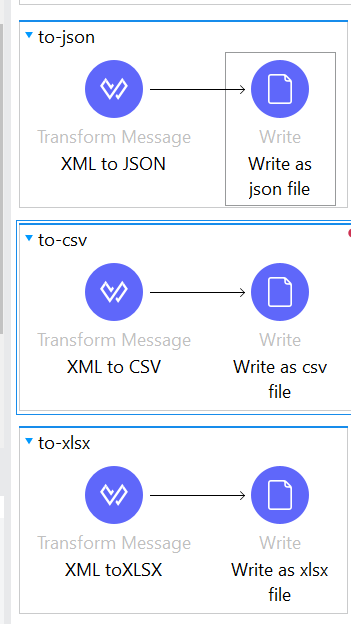 to-json
Transform Message Write
XML to JSON Write as
json file
to-csv
Transform Message Write
XML to CSV Write as csv
file
to-xlsx
Transform Message Write
XML toXLSX Write as xlsx
file